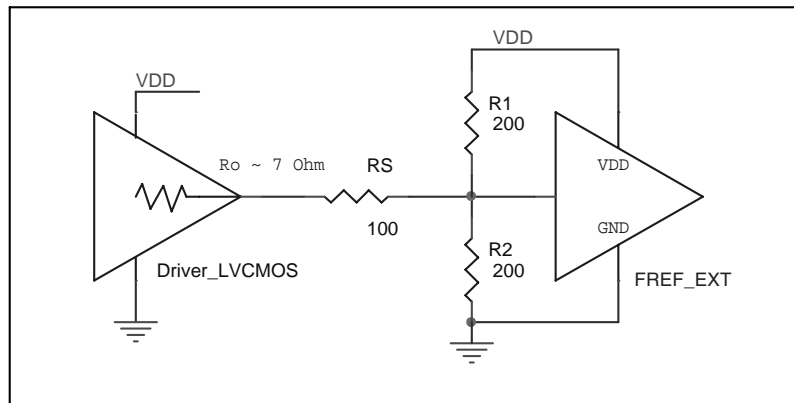 VDD
VDD
R1
200
Ro ~ 7 Ohm
RS
VDD
100
GND
R2
200
Driver_LVCMOS
FREF_EXT